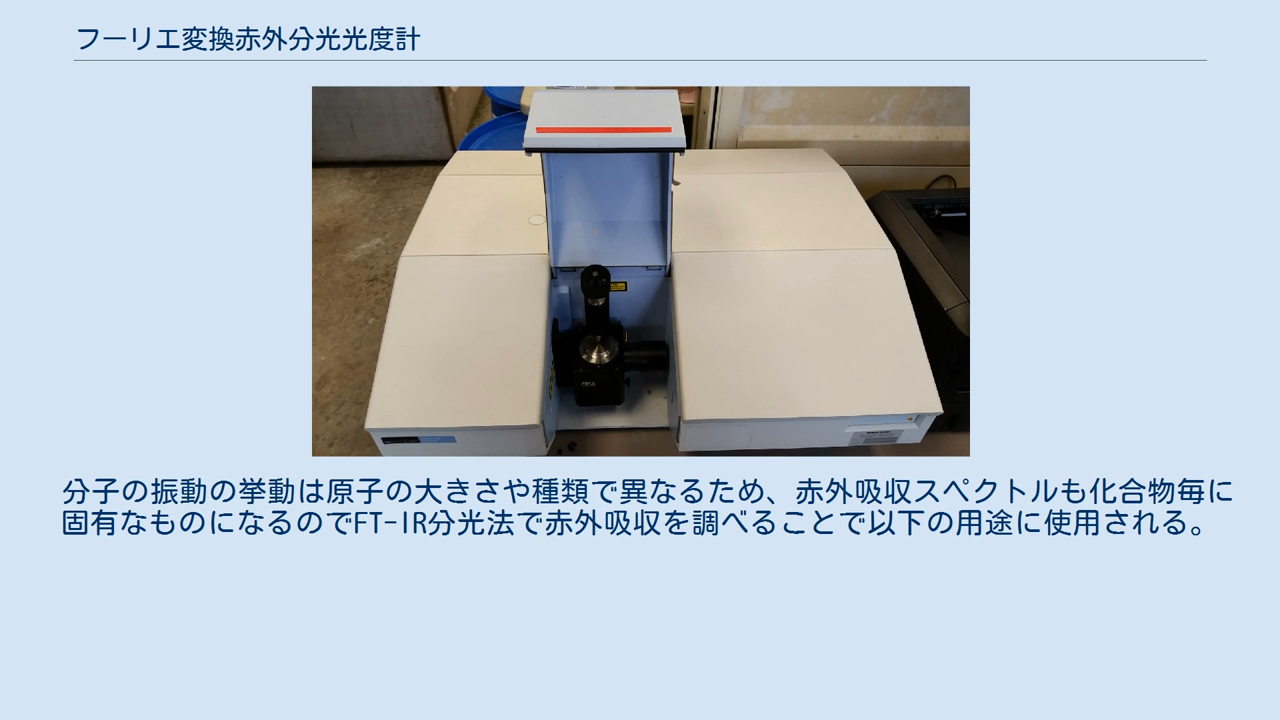 フーリエ変換赤外分光光度計
分子の振動の挙動は原子の大きさや種類で異なるため、赤外吸収スペクトルも化合物毎に
固有なものになるのでFT-IR分光法で赤外吸収を調べることで以下の用途に使用される。